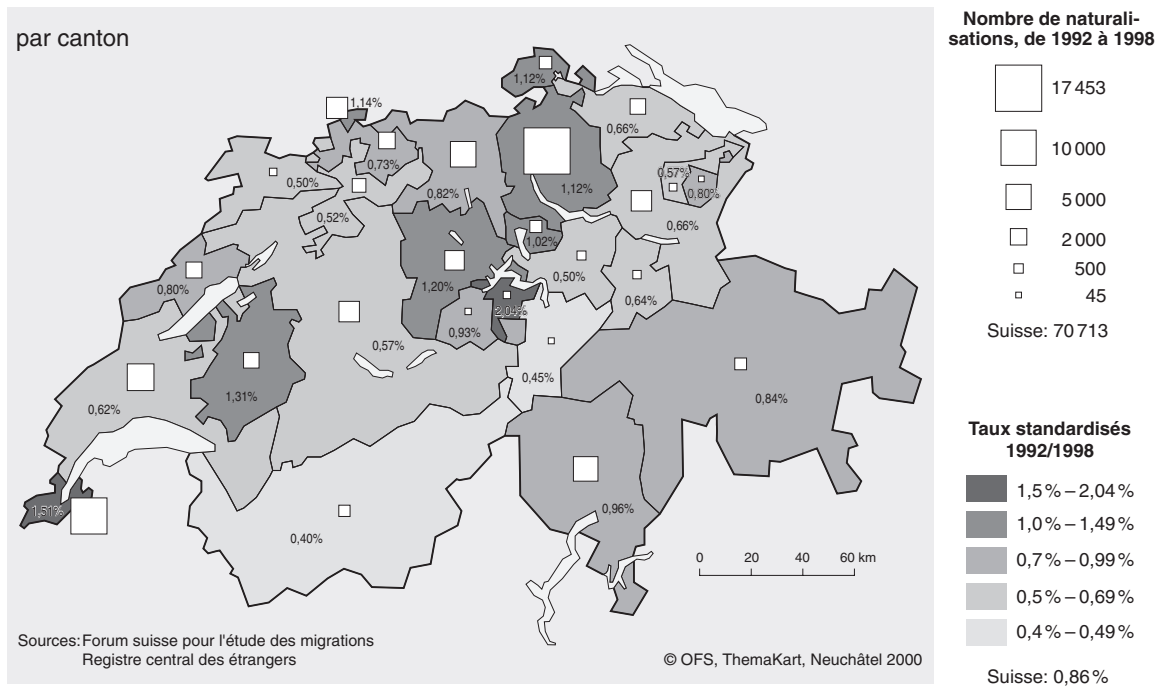 par canton
1,12%
1,14%
0,66%
0,73%
0,50%
0,57%
0,80%
0,82%
1,12%
0,52%
0,66%
1,02%
0,50%
0,80%
1,20%
0,64%
2,04%
0,93%
0,57%
0,45%
0,84%
1,31%
0,62%
1,51%
0,96%
0,40%
0 20 40 60 km
Sources: Forum suisse pour l'étude des migrations
Registre central des étrangers
© OFS, ThemaKart, Neuchâtel 2000
Nombre de naturali-
sations, de 1992 à 1998
17 453
10 000
5 000
2 000
500
45
Suisse: 70 713
Taux standardisés
1992/1998
1,5 % – 2,04 %
1,0 % – 1,49 %
0,7 % – 0,99 %
0,5 % – 0,69 %
0,4 % – 0,49 %
Suisse: 0,86 %